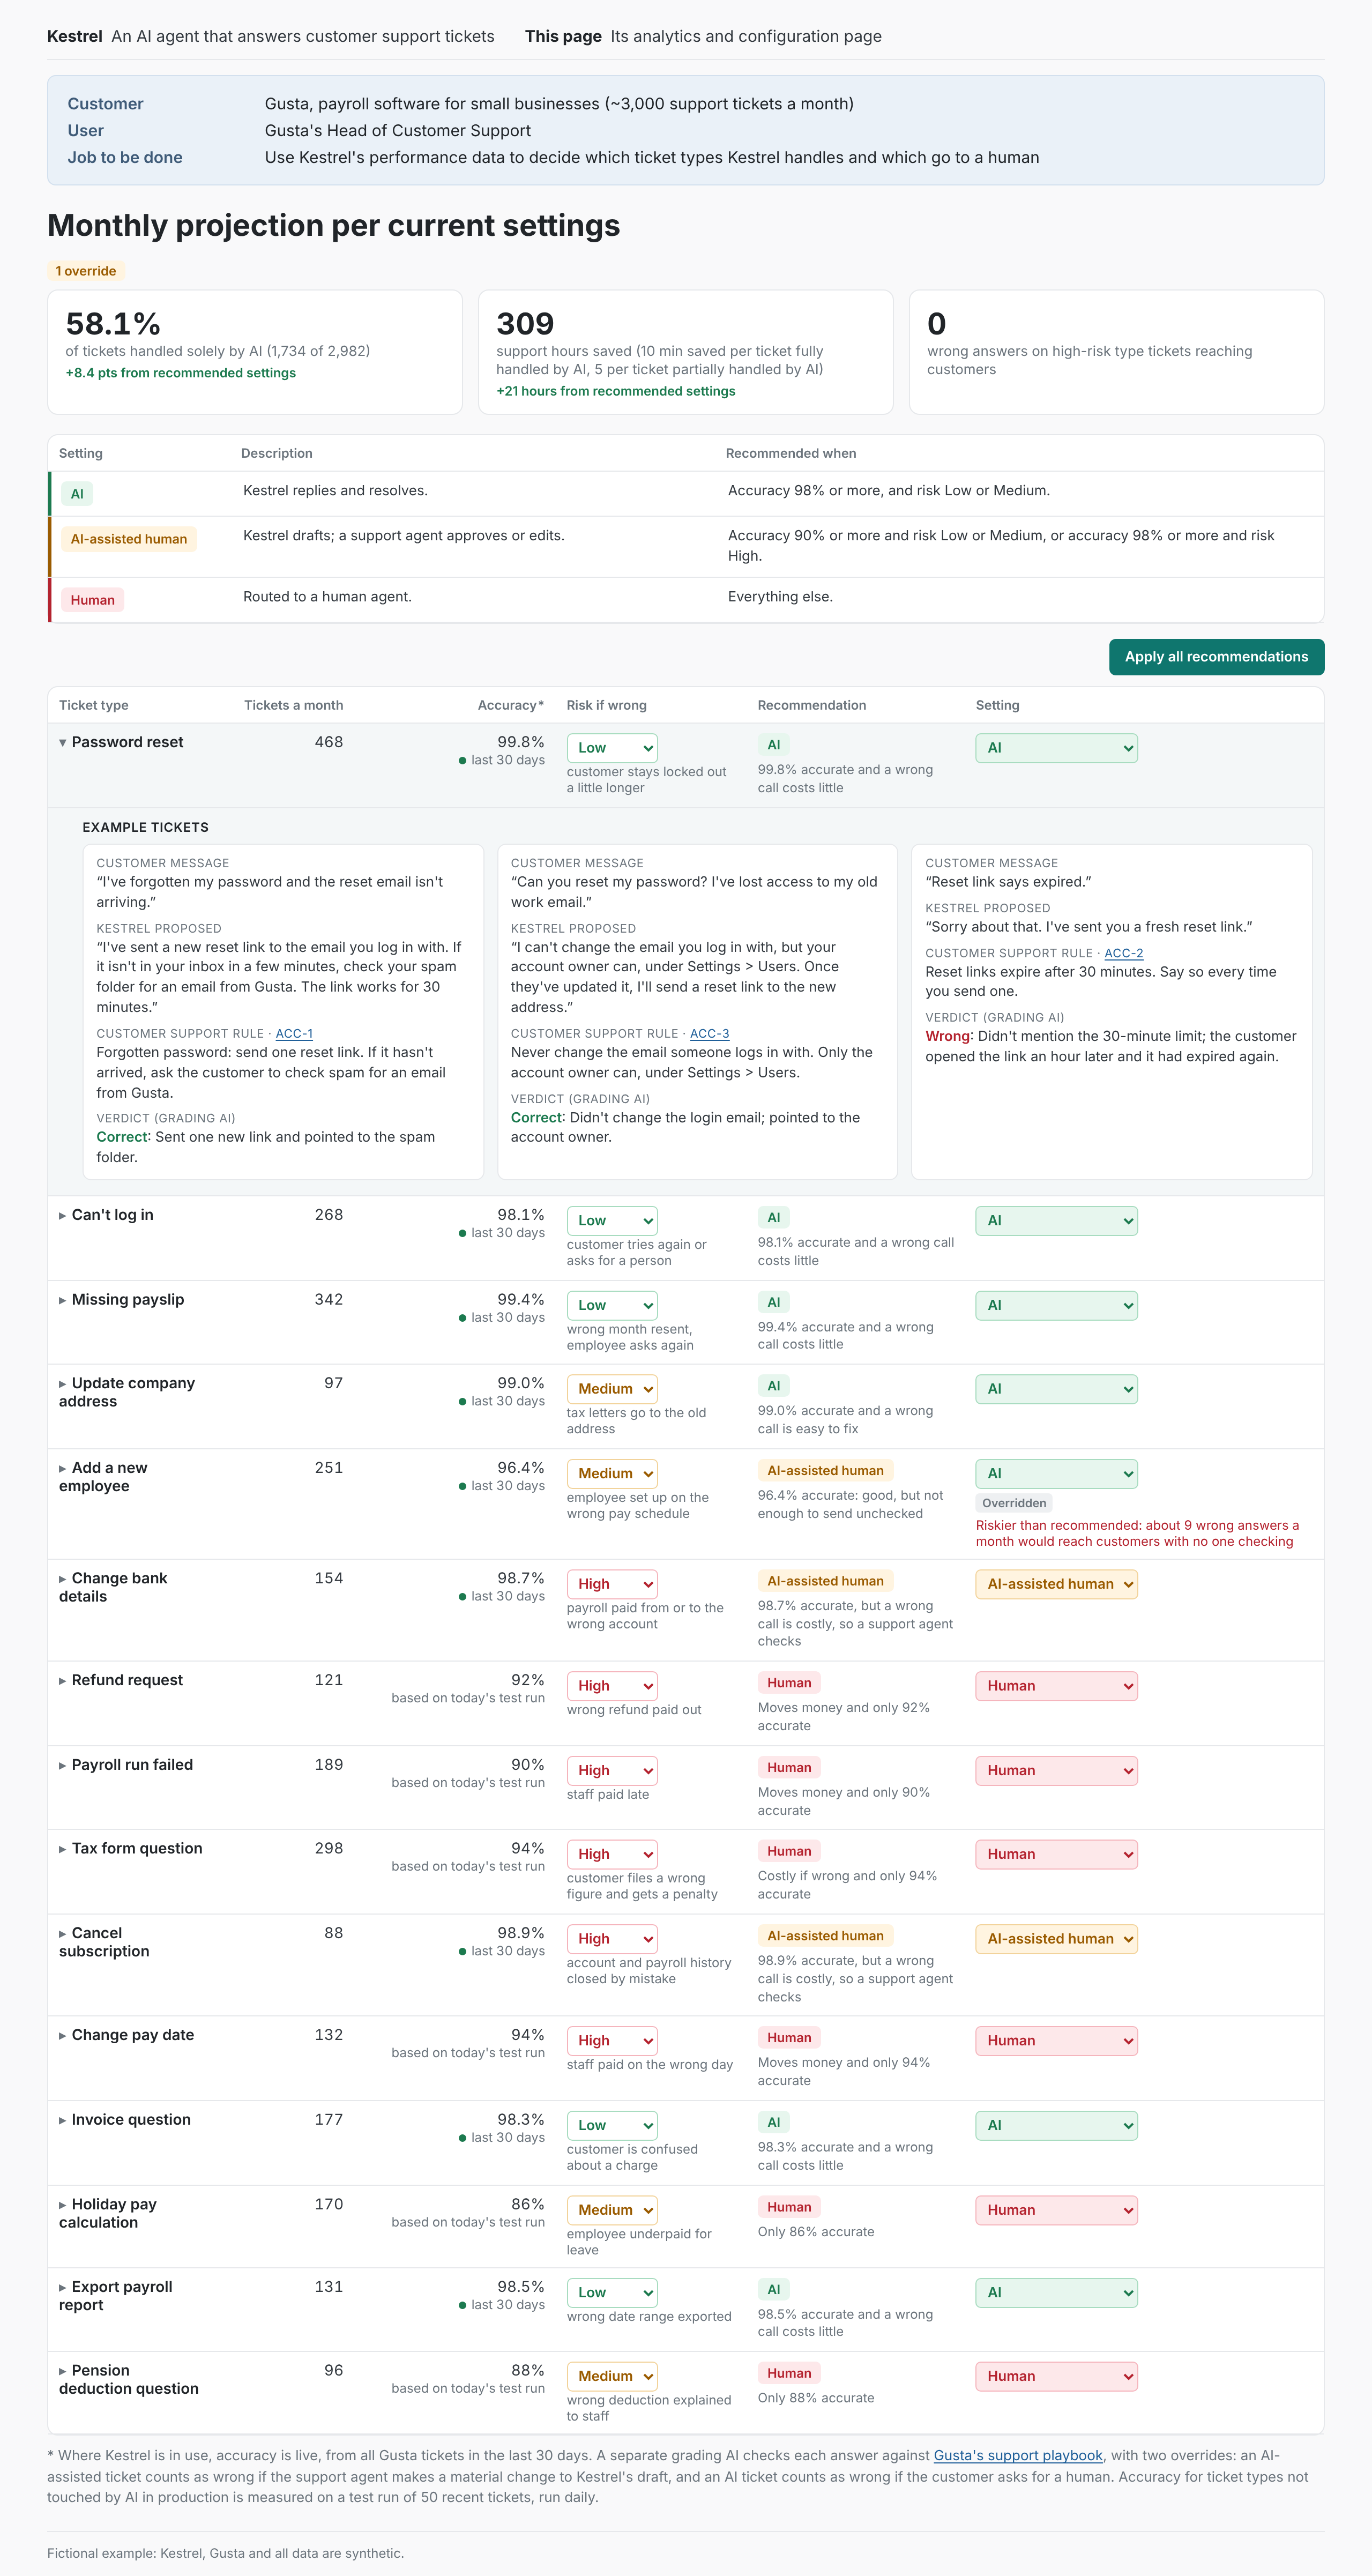 Kestrel An AI agent that answers customer support tickets This page Its analytics and configuration page
Customer Gusta, payroll software for small businesses (~3,000 support tickets a month)
User Gusta's Head of Customer Support
Job to be done Use Kestrel's performance data to decide which ticket types Kestrel handles and which go to a human
Monthly projection per current settings
1 override
58.1%
of tickets handled solely by AI (1,734 of 2,982)
+8.4 pts from recommended settings
309
support hours saved (10 min saved per ticket fully
handled by AI, 5 per ticket partially handled by AI)
+21 hours from recommended settings
0
wrong answers on high-risk type tickets reaching
customers
Setting Description Recommended when
AI Kestrel replies and resolves. Accuracy 98% or more, and risk Low or Medium.
AI-assisted human Kestrel drafts; a support agent approves or edits. Accuracy 90% or more and risk Low or Medium, or accuracy 98% or more and risk
High.
Human Routed to a human agent. Everything else.
Apply all recommendations
Ticket type Tickets a month Accuracy* Risk if wrong Recommendation Setting
▾ Password reset 468 99.8% Low AI AI
● last 30 days
customer stays locked out
a little longer
99.8% accurate and a wrong
call costs little
EXAMPLE TICKETS
CUSTOMER MESSAGE
“I've forgotten my password and the reset email isn't
arriving.”
KESTREL PROPOSED
“I've sent a new reset link to the email you log in with. If
it isn't in your inbox in a few minutes, check your spam
folder for an email from Gusta. The link works for 30
minutes.”
CUSTOMER SUPPORT RULE · ACC-1
Forgotten password: send one reset link. If it hasn't
arrived, ask the customer to check spam for an email
from Gusta.
VERDICT (GRADING AI)
Correct: Sent one new link and pointed to the spam
folder.
CUSTOMER MESSAGE
“Can you reset my password? I've lost access to my old
work email.”
KESTREL PROPOSED
“I can't change the email you log in with, but your
account owner can, under Settings > Users. Once
they've updated it, I'll send a reset link to the new
address.”
CUSTOMER SUPPORT RULE · ACC-3
Never change the email someone logs in with. Only the
account owner can, under Settings > Users.
VERDICT (GRADING AI)
Correct: Didn't change the login email; pointed to the
account owner.
CUSTOMER MESSAGE
“Reset link says expired.”
KESTREL PROPOSED
“Sorry about that. I've sent you a fresh reset link.”
CUSTOMER SUPPORT RULE · ACC-2
Reset links expire after 30 minutes. Say so every time
you send one.
VERDICT (GRADING AI)
Wrong: Didn't mention the 30-minute limit; the customer
opened the link an hour later and it had expired again.
▸ Can't log in 268 98.1% Low AI AI
● last 30 days
customer tries again or
asks for a person
98.1% accurate and a wrong call
costs little
▸ Missing payslip 342 99.4% Low AI AI
● last 30 days
wrong month resent,
employee asks again
99.4% accurate and a wrong
call costs little
▸ Update company
address
97 99.0% Medium AI AI
● last 30 days
tax letters go to the old
address
99.0% accurate and a wrong
call is easy to fix
▸ Add a new
employee
251 96.4% Medium AI-assisted human AI
● last 30 days
employee set up on the
wrong pay schedule
96.4% accurate: good, but not
enough to send unchecked
Overridden
Riskier than recommended: about 9 wrong answers a
month would reach customers with no one checking
▸ Change bank
details
154 98.7% High AI-assisted human AI-assisted human
● last 30 days
payroll paid from or to the
wrong account
98.7% accurate, but a wrong
call is costly, so a support agent
checks
▸ Refund request 121 92% High Human Human
based on today's test run
wrong refund paid out
Moves money and only 92%
accurate
▸ Payroll run failed 189 90% High Human Human
based on today's test run
staff paid late
Moves money and only 90%
accurate
▸ Tax form question 298 94% High Human Human
based on today's test run
customer files a wrong
figure and gets a penalty
Costly if wrong and only 94%
accurate
▸ Cancel
subscription
88 98.9% High AI-assisted human AI-assisted human
● last 30 days
account and payroll history
closed by mistake
98.9% accurate, but a wrong
call is costly, so a support agent
checks
▸ Change pay date 132 94% High Human Human
based on today's test run
staff paid on the wrong day
Moves money and only 94%
accurate
▸ Invoice question 177 98.3% Low AI AI
● last 30 days
customer is confused
about a charge
98.3% accurate and a wrong
call costs little
▸ Holiday pay
calculation
170 86% Medium Human Human
based on today's test run
employee underpaid for
leave
Only 86% accurate
▸ Export payroll
report
131 98.5% Low AI AI
● last 30 days
wrong date range exported
98.5% accurate and a wrong
call costs little
▸ Pension
deduction question
96 88% Medium Human Human
based on today's test run
wrong deduction explained
to staff
Only 88% accurate
* Where Kestrel is in use, accuracy is live, from all Gusta tickets in the last 30 days. A separate grading AI checks each answer against Gusta's support playbook, with two overrides: an AI-
assisted ticket counts as wrong if the support agent makes a material change to Kestrel's draft, and an AI ticket counts as wrong if the customer asks for a human. Accuracy for ticket types not
touched by AI in production is measured on a test run of 50 recent tickets, run daily.
Fictional example: Kestrel, Gusta and all data are synthetic.